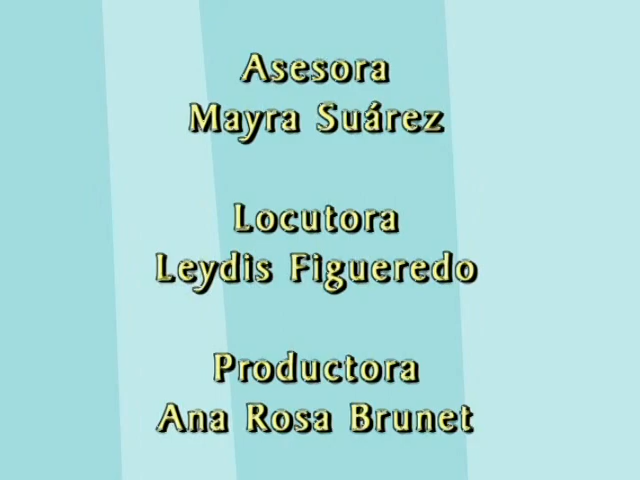 Asesora
Mayra Suárez
Locutora
Leydis Figueredo
Productora
Ana Rosa Brunet